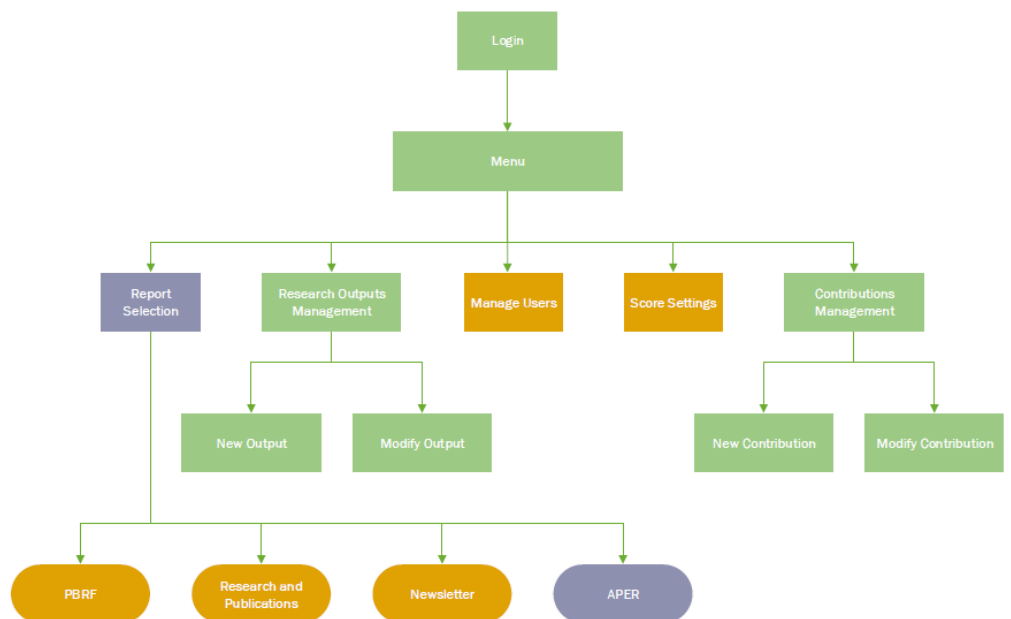 Login
Menu
Report
Selection
Research Outputs
Management
Manage Users
Score Settings
Contributions
Management
New Output
Modify Output
New Contribution
Modify Contribution
PBRF
Research and
Publications
Newsletter
APER